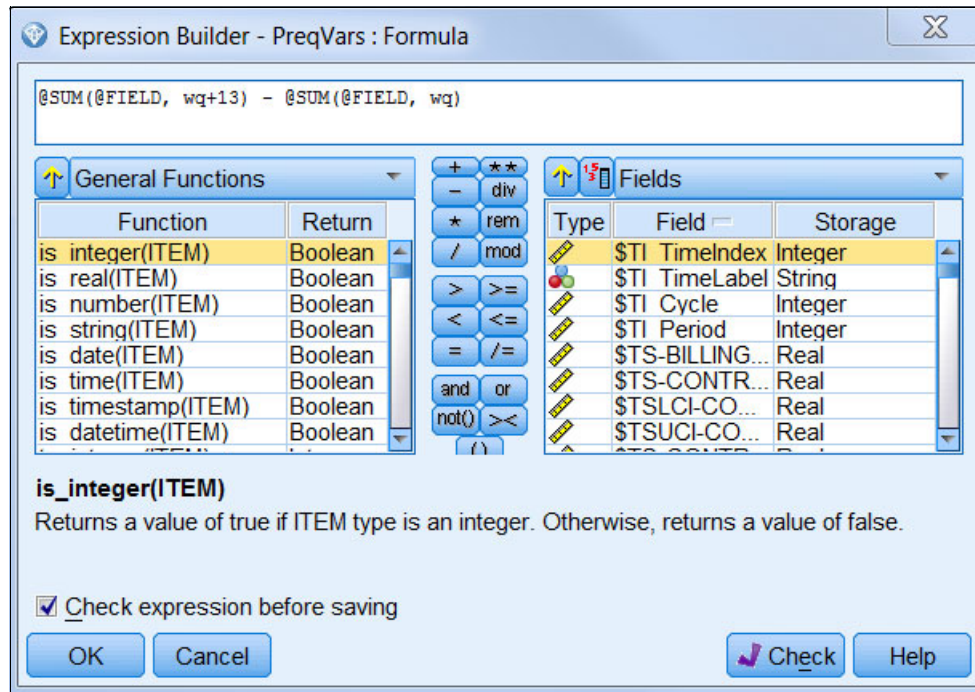 Expression Builder - PreqVars : Formula
X
@SUM(@FIELD, wq+13) - @SUM(@FIELD, wq)
General Functions
Function Return
is_integer(ITEM) Boolean
is_real(ITEM) Boolean
is_number(ITEM) Boolean
is_string(ITEM) Boolean
is_date(ITEM) Boolean
is_time(ITEM) Boolean
is_timestamp(ITEM) Boolean
is_datetime(ITEM) Boolean
+ **
- div
* rem
/ mod
> >=
< <=
= /=
and or
not() ><
()
Fields
Type Field Storage
$TI_TimeIndex Integer
$TI_TimeLabel String
$TI_Cycle Integer
$TI_Period Integer
$TS-BILLING... Real
$TS-CONTR... Real
$TSLCI-CO... Real
$TSUCI-CO... Real
is_integer(ITEM)
Returns a value of true if ITEM type is an integer. Otherwise, returns a value of false.
Check expression before saving
OK Cancel Check Help